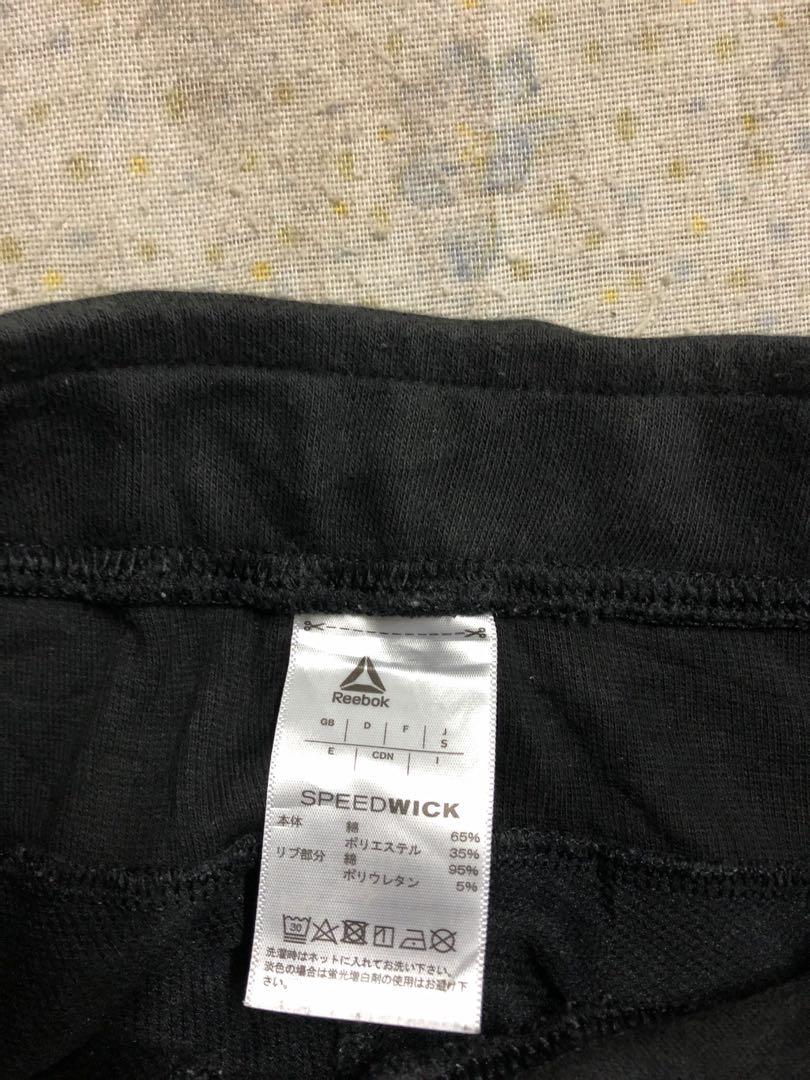 Reebok
GB D F J
S
E CDN I
SPEEDWICK
本体 綿 65%
ポリエステル 35%
リブ部分 綿 95%
ポリウレタン 5%
30
洗濯時はネットに入れてお洗い下さい。
淡色の場合は蛍光増白剤の使用はお避け下
さい。